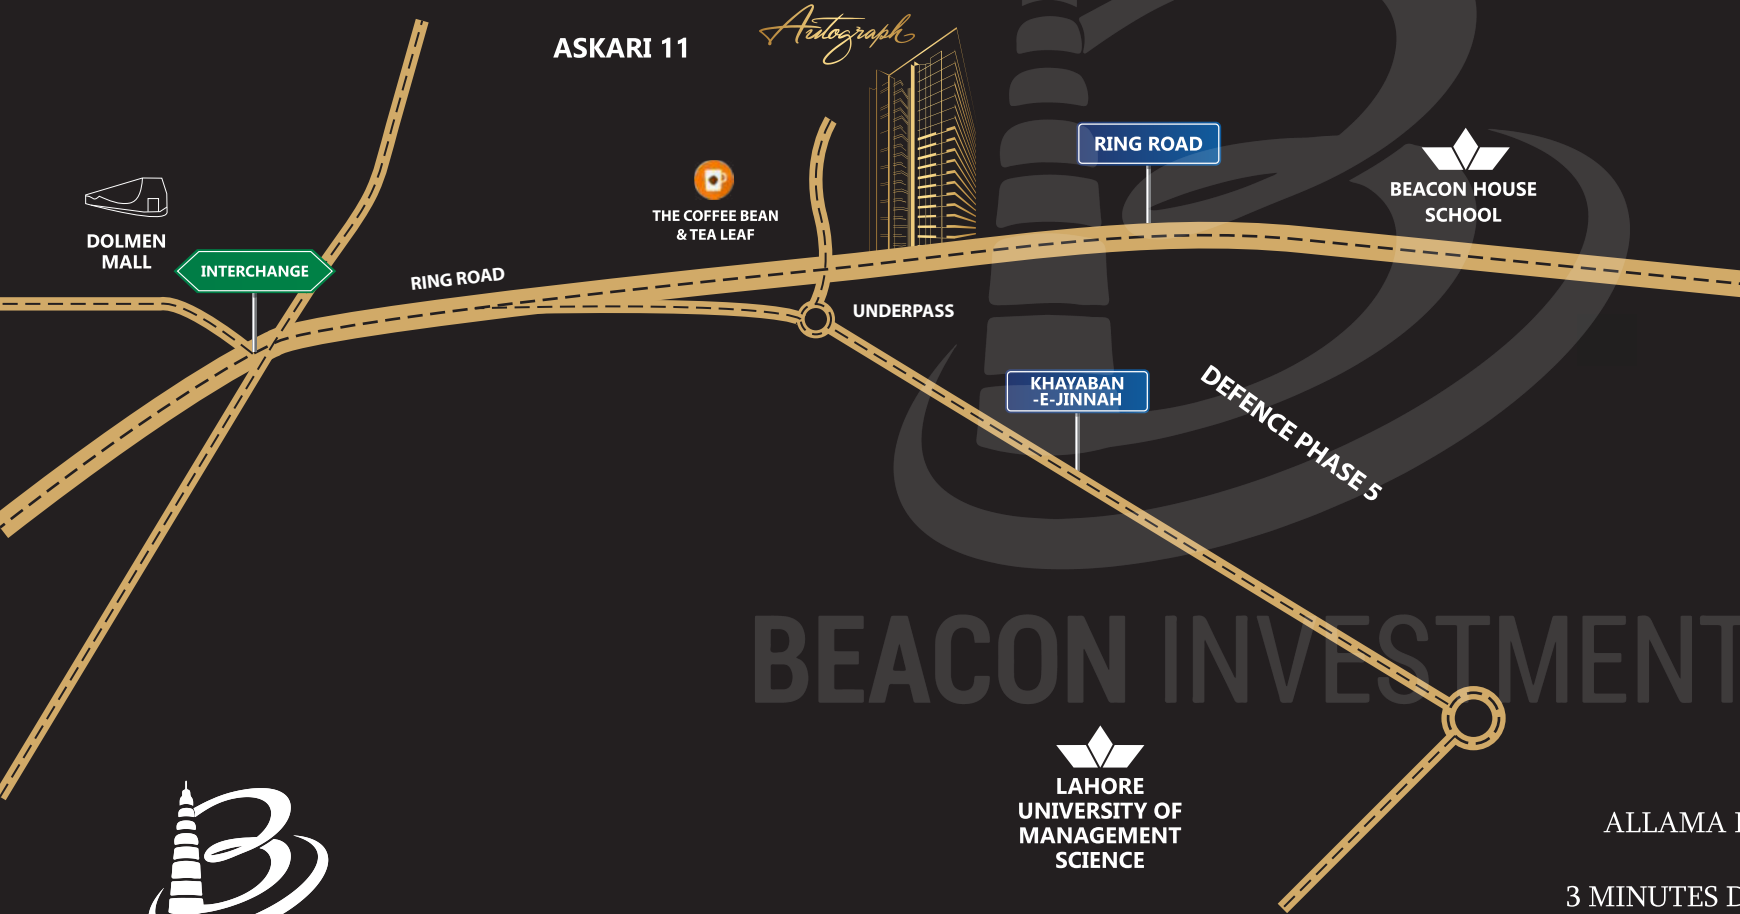 ASKARI 11
Autograph
RING ROAD
BEACON HOUSE
SCHOOL
THE COFFEE BEAN
& TEA LEAF
DOLMEN
MALL
INTERCHANGE
RING ROAD
UNDERPASS
KHAYABAN
-E-JINNAH
DEFENCE PHASE 5
BEACON INVESTMENT
LAHORE
UNIVERSITY OF
MANAGEMENT
SCIENCE
ALLAMA
3 MINUTES D